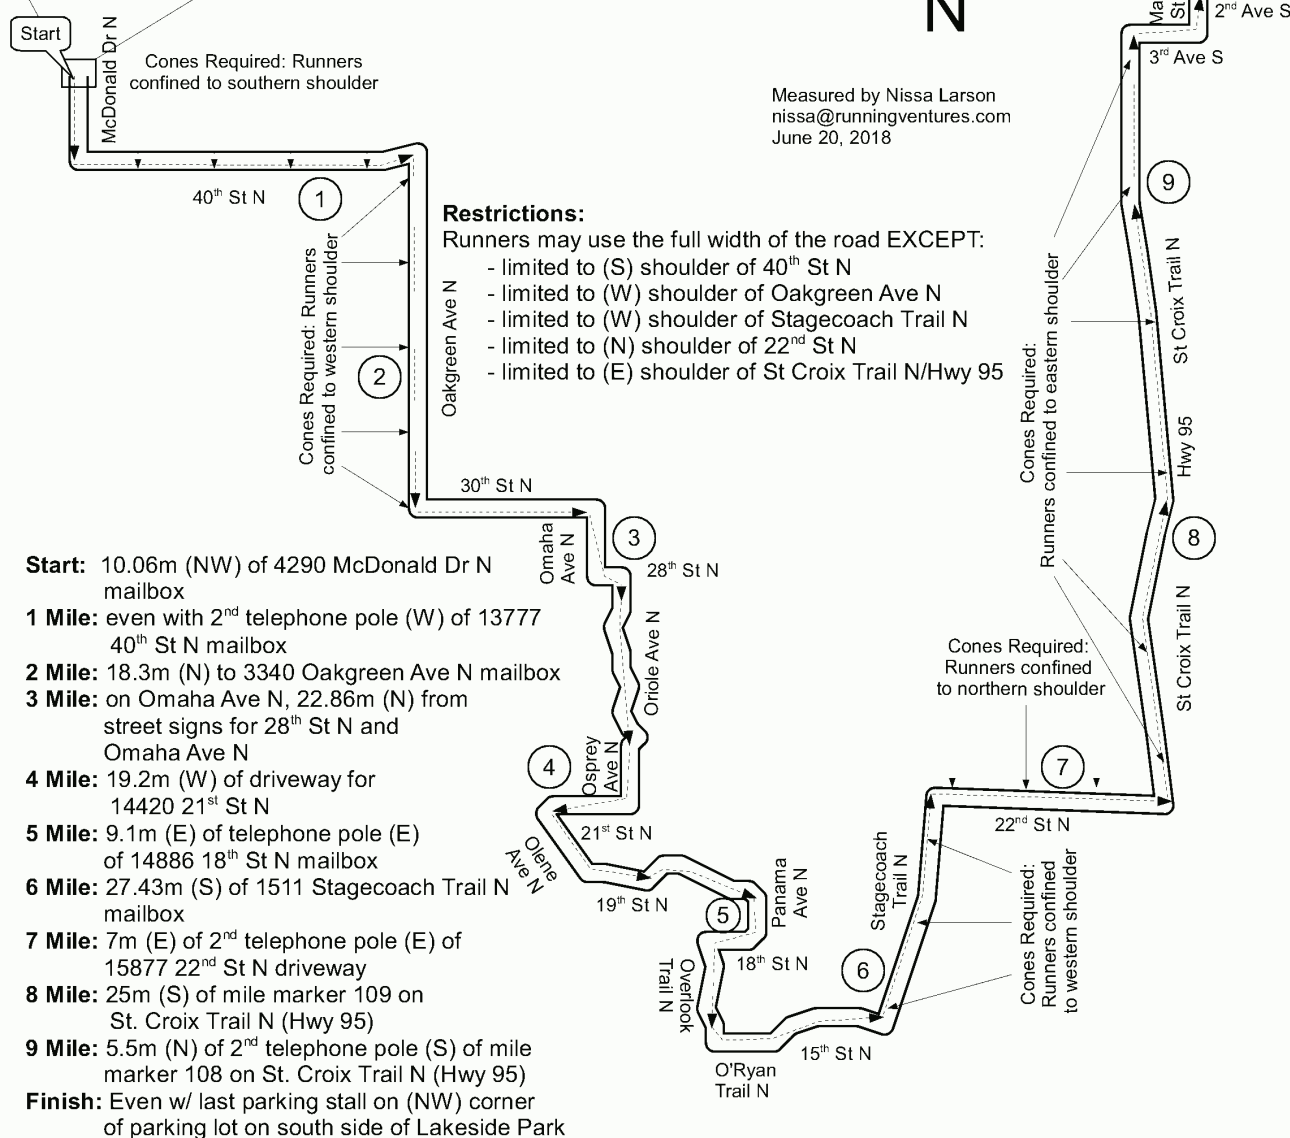 N
Ma
St
2nd Ave S
3rd Ave S
Start
McDonald Dr N
Cones Required: Runners
confined to southern shoulder
Measured by Nissa Larson
nissa@runningventures.com
June 20, 2018
40th St N
1
Restrictions:
Runners may use the full width of the road EXCEPT:
- limited to (S) shoulder of 40th St N
- limited to (W) shoulder of Oakgreen Ave N
- limited to (W) shoulder of Stagecoach Trail N
- limited to (N) shoulder of 22nd St N
- limited to (E) shoulder of St Croix Trail N/Hwy 95
Cones Required: Runners
confined to western shoulder
2
Oakgreen Ave N
30th St N
Omaha
Ave N
3
28th St N
Oriole Ave N
Osprey
Ave N
4
21st St N
Olene
Ave N
19th St N
5
Panama
Ave N
18th St N
Overlook
Trail N
O'Ryan
Trail N
15th St N
6
Stagecoach
Trail N
Cones Required:
Runners confined
to western shoulder
22nd St N
7
Cones Required:
Runners confined
to northern shoulder
St Croix Trail N
8
Hwy 95
St Croix Trail N
9
Cones Required:
Runners confined to eastern shoulder
Start: 10.06m (NW) of 4290 McDonald Dr N
mailbox
1 Mile: even with 2nd telephone pole (W) of 13777
40th St N mailbox
2 Mile: 18.3m (N) to 3340 Oakgreen Ave N mailbox
3 Mile: on Omaha Ave N, 22.86m (N) from
street signs for 28th St N and
Omaha Ave N
4 Mile: 19.2m (W) of driveway for
14420 21st St N
5 Mile: 9.1m (E) of telephone pole (E)
of 14886 18th St N mailbox
6 Mile: 27.43m (S) of 1511 Stagecoach Trail N
mailbox
7 Mile: 7m (E) of 2nd telephone pole (E) of
15877 22nd St N driveway
8 Mile: 25m (S) of mile marker 109 on
St. Croix Trail N (Hwy 95)
9 Mile: 5.5m (N) of 2nd telephone pole (S) of mile
marker 108 on St. Croix Trail N (Hwy 95)
Finish: Even w/ last parking stall on (NW) corner
of parking lot on south side of Lakeside Park